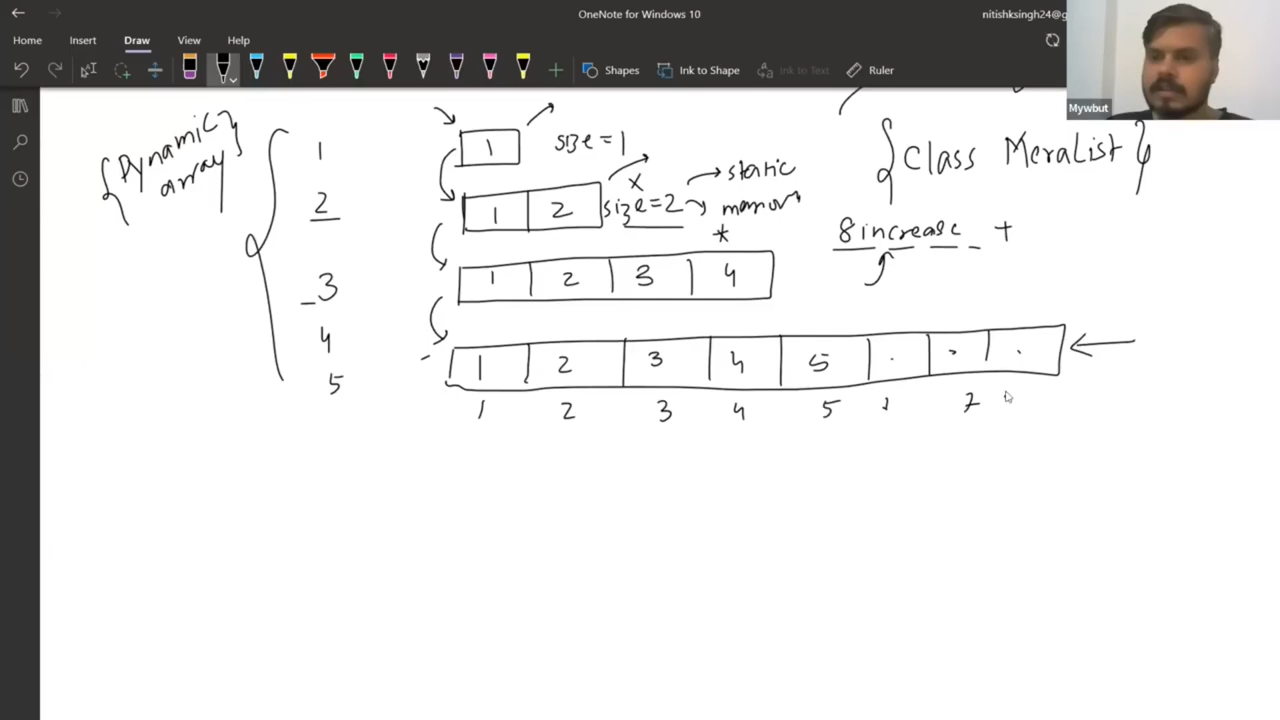 OneNote for Windows 10
nitishksingh24@g
Home Insert Draw View Help
Shapes Ink to Shape Ink to Text Ruler
Mywbut
{Dynamic array}
1
2
3
4
5
1 size = 1
1 2 size = 2
static
memory
*
1 2 3 4
1 2 3 4 5 . . .
1 2 3 4 5 7
{Class MeraList}
8 increase +